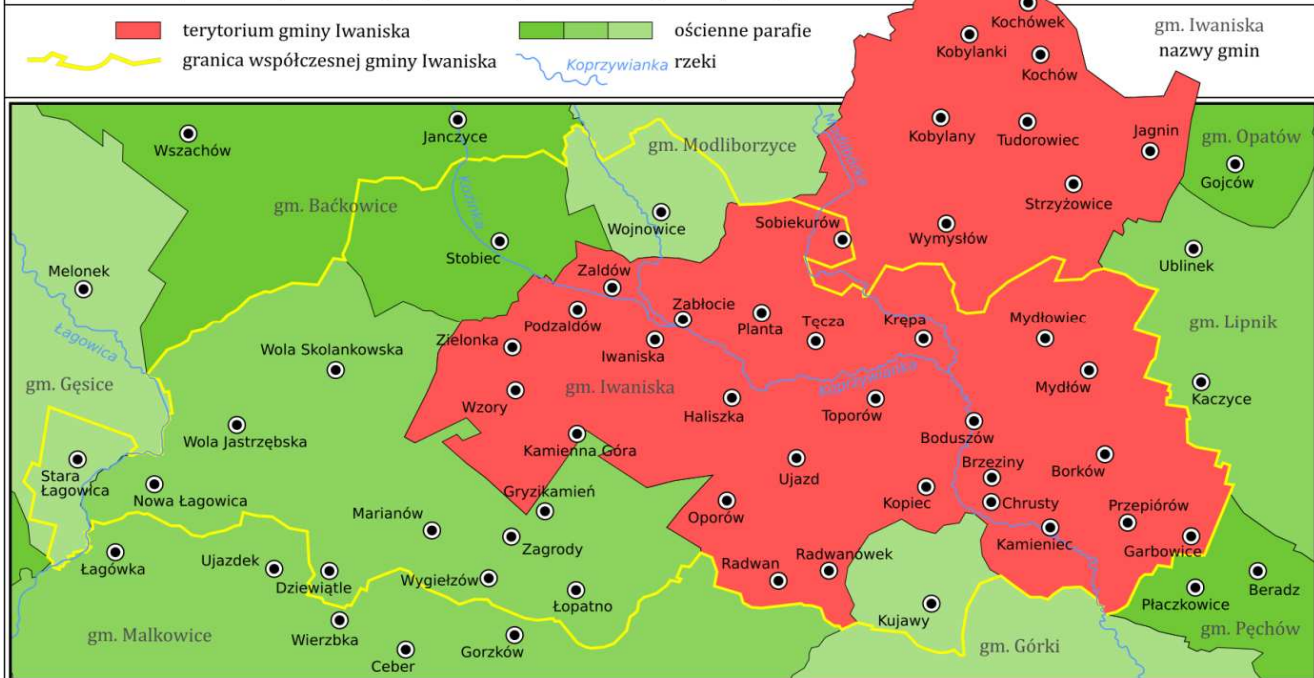 terytorium gminy Iwaniska
ościenne parafie
gm. Iwaniska
nazwy gmin
granica współczesnej gminy Iwaniska
Koprzywianka rzeki
Kochówek
Kobylanki
Kochów
Wszachów
Janczyce
gm. Modliborzyce
Modliborka
Kobylany
Tudorowiec
Jagnin
gm. Opatów
Gojców
Korinka
Strzyżowice
gm. Baćkowice
Wojnowice
Sobiekurów
Wymysłów
Stobiec
Ublinek
Melonek
Zaldów
Zabłocie
Podzaldów
Planta
Tęcza
Krępa
Mydłowiec
gm. Lipnik
Łagowica
Zielonka
Wola Skolankowska
Iwaniska
gm. Gęsice
gm. Iwaniska
Koprzywianka
Mydłów
Kaczyce
Wzory
Haliszka
Toporów
Wola Jastrzębska
Kamienna Góra
Boduszów
Brzeziny
Borków
Stara
Łagowica
Nowa Łagowica
Ujazd
Gryzikamień
Kopiec
Chrusty
Marianów
Oporów
Przepiórów
Zagrody
Kamieniec
Garbowice
Łagówka
Ujazdek
Dziewiątle
Wygiełzów
Radwan
Radwanowek
Łopatno
Płaczkowice
Beradz
Kujawy
gm. Malkowice
Wierzbka
Gorzków
gm. Górki
gm. Pęchów
Ceber